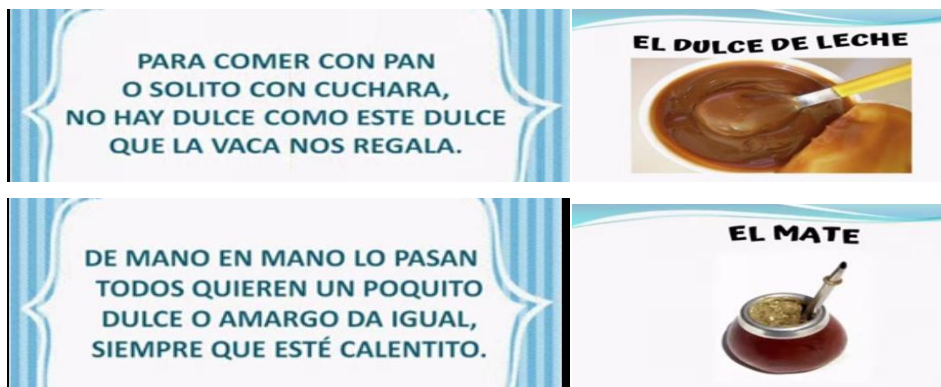 PARA COMER CON PAN
O SOLITO CON CUCHARA,
NO HAY DULCE COMO ESTE DULCE
QUE LA VACA NOS REGALA.
EL DULCE DE LECHE
DE MANO EN MANO LO PASAN
TODOS QUIEREN UN POQUITO
DULCE O AMARGO DA IGUAL,
SIEMPRE QUE ESTÉ CALENTITO.
EL MATE